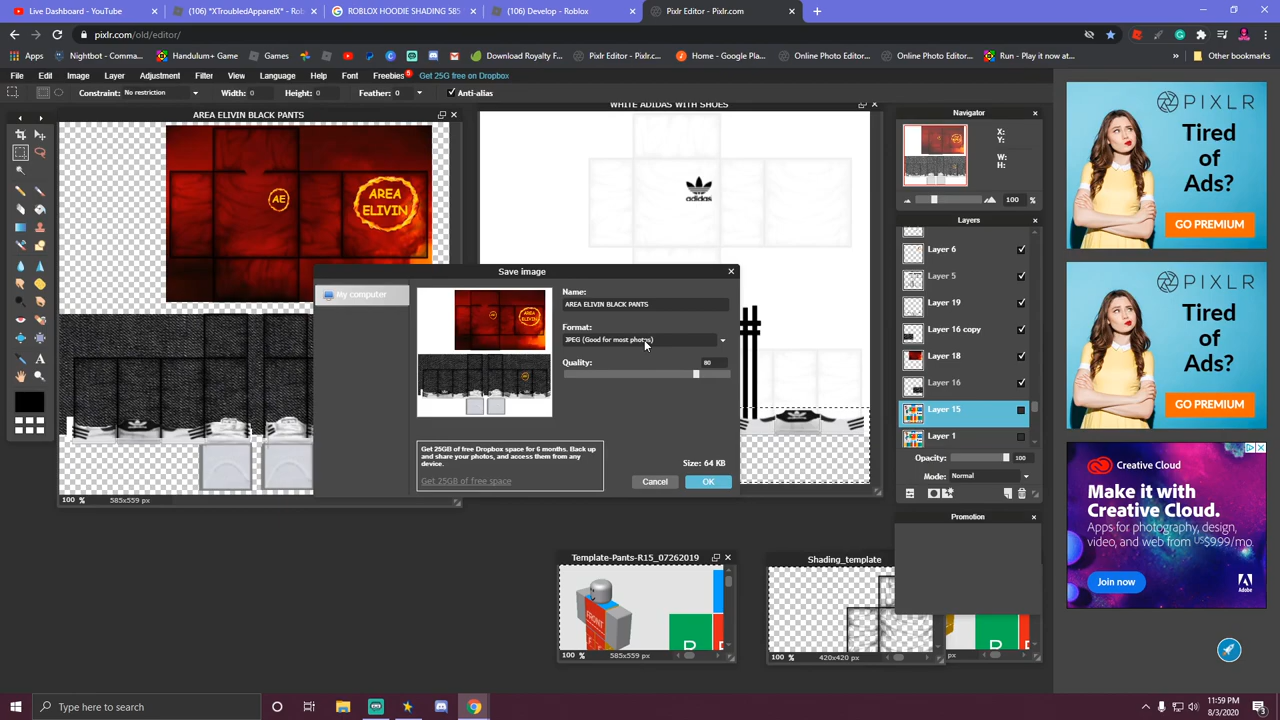 Live Dashboard - YouTube
(106) *XTroubledApparelX* - Rob
ROBLOX HOODIE SHADING 585
(106) Develop - Roblox
Pixlr Editor - Pixlr.com
pixlr.com/old/editor/
Apps
Nightbot - Comma...
Handulum+ Game
Games
Download Royalty F...
Pixlr Editor - Pixlr.c...
Home - Google Play...
Online Photo Editor...
Online Photo Editor...
Run - Play it now at...
Other bookmarks
File
Edit
Image
Layer
Adjustment
Filter
View
Language
Help
Font
Freebies
Get 25G free on Dropbox
Constraint:
No restriction
Width:
0
Height:
0
Feather:
0
Anti-alias
AREA ELIVIN BLACK PANTS
WHITE ADIDAS WITH SHOES
AE
AREA
ELIVIN
adidas
100 %
585x559 px
Save image
My computer
Name:
AREA ELIVIN BLACK PANTS
Format:
JPEG (Good for most photos)
Quality:
80
Get 25GB of free Dropbox space for 6 months. Back up
and share your photos, and access them from any
device.
Get 25GB of free space
Size: 64 KB
Cancel
OK
Template-Pants-R15_07262019
FRONT
R
100 %
585x559 px
Shading_template
100 %
420x420 px
px
Navigator
X:
Y:
W:
H:
100
%
Layers
Layer 6
Layer 5
Layer 19
Layer 16 copy
Layer 18
Layer 16
Layer 15
Layer 1
Opacity:
100
Mode:
Normal
Promotion
PIXLR
Tired
of
Ads?
GO PREMIUM
PIXLR
Tired
of
Ads?
GO PREMIUM
Creative Cloud
Make it with
Creative Cloud.
Apps for photography, design,
video, and web from US$999/mo.
Join now
Adobe
Type here to search
11:59 PM
8/3/2020
3